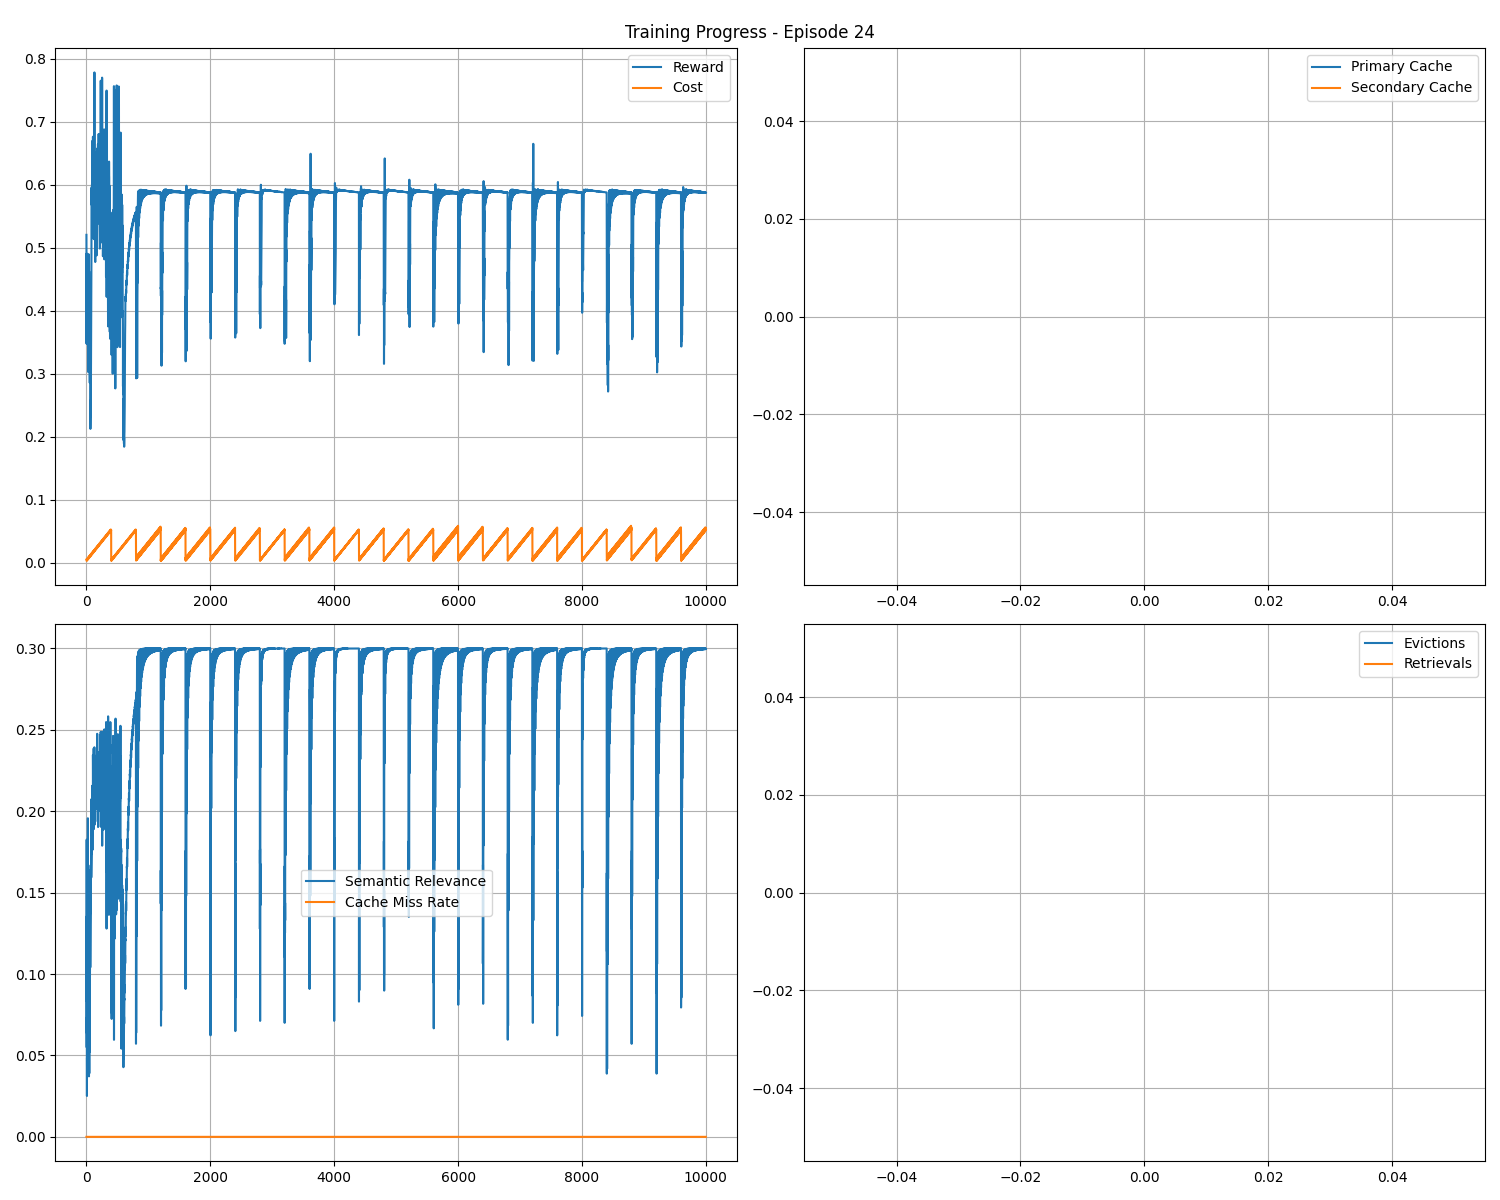 Training Progress - Episode 24
0.8
0.7
0.6
0.5
0.4
0.3
0.2
0.1
0.0
Reward
Cost
0 2000 4000 6000 8000 10000
0.04
0.02
0.00
−0.02
−0.04
Primary Cache
Secondary Cache
−0.04 −0.02 0.00 0.02 0.04
0.30
0.25
0.20
0.15
0.10
0.05
0.00
Semantic Relevance
Cache Miss Rate
0 2000 4000 6000 8000 10000
0.04
0.02
0.00
−0.02
−0.04
Evictions
Retrievals
−0.04 −0.02 0.00 0.02 0.04